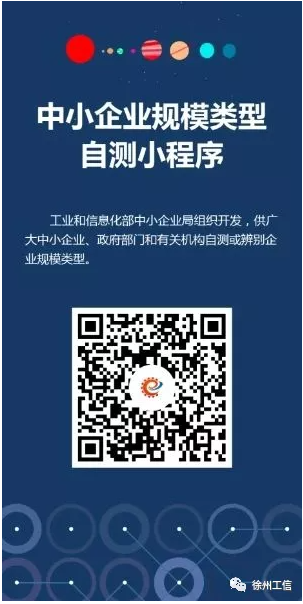 中小企业规模类型
自测小程序
工业和信息化部中小企业局组织开发，供广
大中小企业、政府部门和有关机构自测或辨别企
业规模类型。
徐州工信